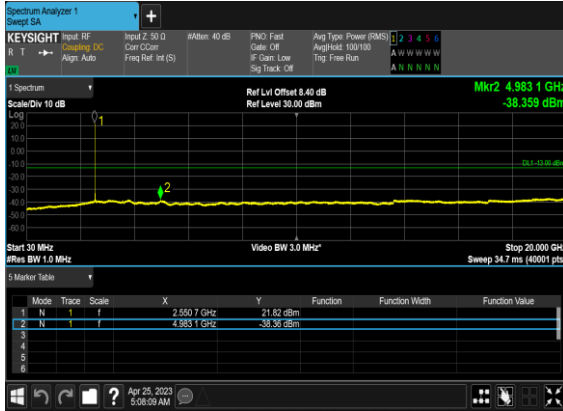 Spectrum Analyzer 1
Swept SA
+
KEYSIGHT Input: RF Input Z: 50 Ω #Atten: 40 dB PNO: Fast Avg Type: Power (RMS) 1 2 3 4 5 6
R T Coupling: DC Corr CCorr Gate: Off Avg|Hold: 100/100 A W W W W W
Align: Auto Freq Ref: Int (S) IF Gain: Low Trig: Free Run
Sig Track: Off A N N N N N
1 Spectrum Ref Lvl Offset 8.40 dB Mkr2 4.983 1 GHz
Scale/Div 10 dB Ref Level 30.00 dBm -38.359 dBm
Log
20.0
10.0
0.00
-10.0
-20.0
-30.0
-40.0
-50.0
-60.0
1
2
DL1 -13.00 dBm
Start 30 MHz Video BW 3.0 MHz* Stop 20.000 GHz
#Res BW 1.0 MHz Sweep 34.7 ms (40001 pts)
5 Marker Table
Mode Trace Scale X Y Function Function Width Function Value
1 N 1 f 2.550 7 GHz 21.82 dBm
2 N 1 f 4.983 1 GHz -38.36 dBm
3
4
5
6
? Apr 25, 2023
5:08:09 AM